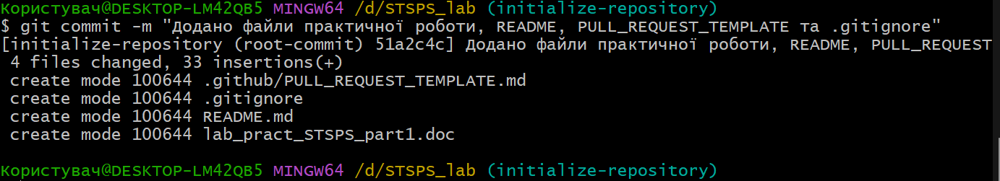 Користувач@DESKTOP-LM42QB5 MINGW64 /d/STSPS_lab (initialize-repository)
$ git commit -m "Додано файли практичної роботи, README, PULL_REQUEST_TEMPLATE та .gitignore"
[initialize-repository (root-commit) 51a2c4c] Додано файли практичної роботи, README, PULL_REQUEST
 4 files changed, 33 insertions(+)
 create mode 100644 .github/PULL_REQUEST_TEMPLATE.md
 create mode 100644 .gitignore
 create mode 100644 README.md
 create mode 100644 lab_pract_STSPS_part1.doc
Користувач@DESKTOP-LM42QB5 MINGW64 /d/STSPS_lab (initialize-repository)